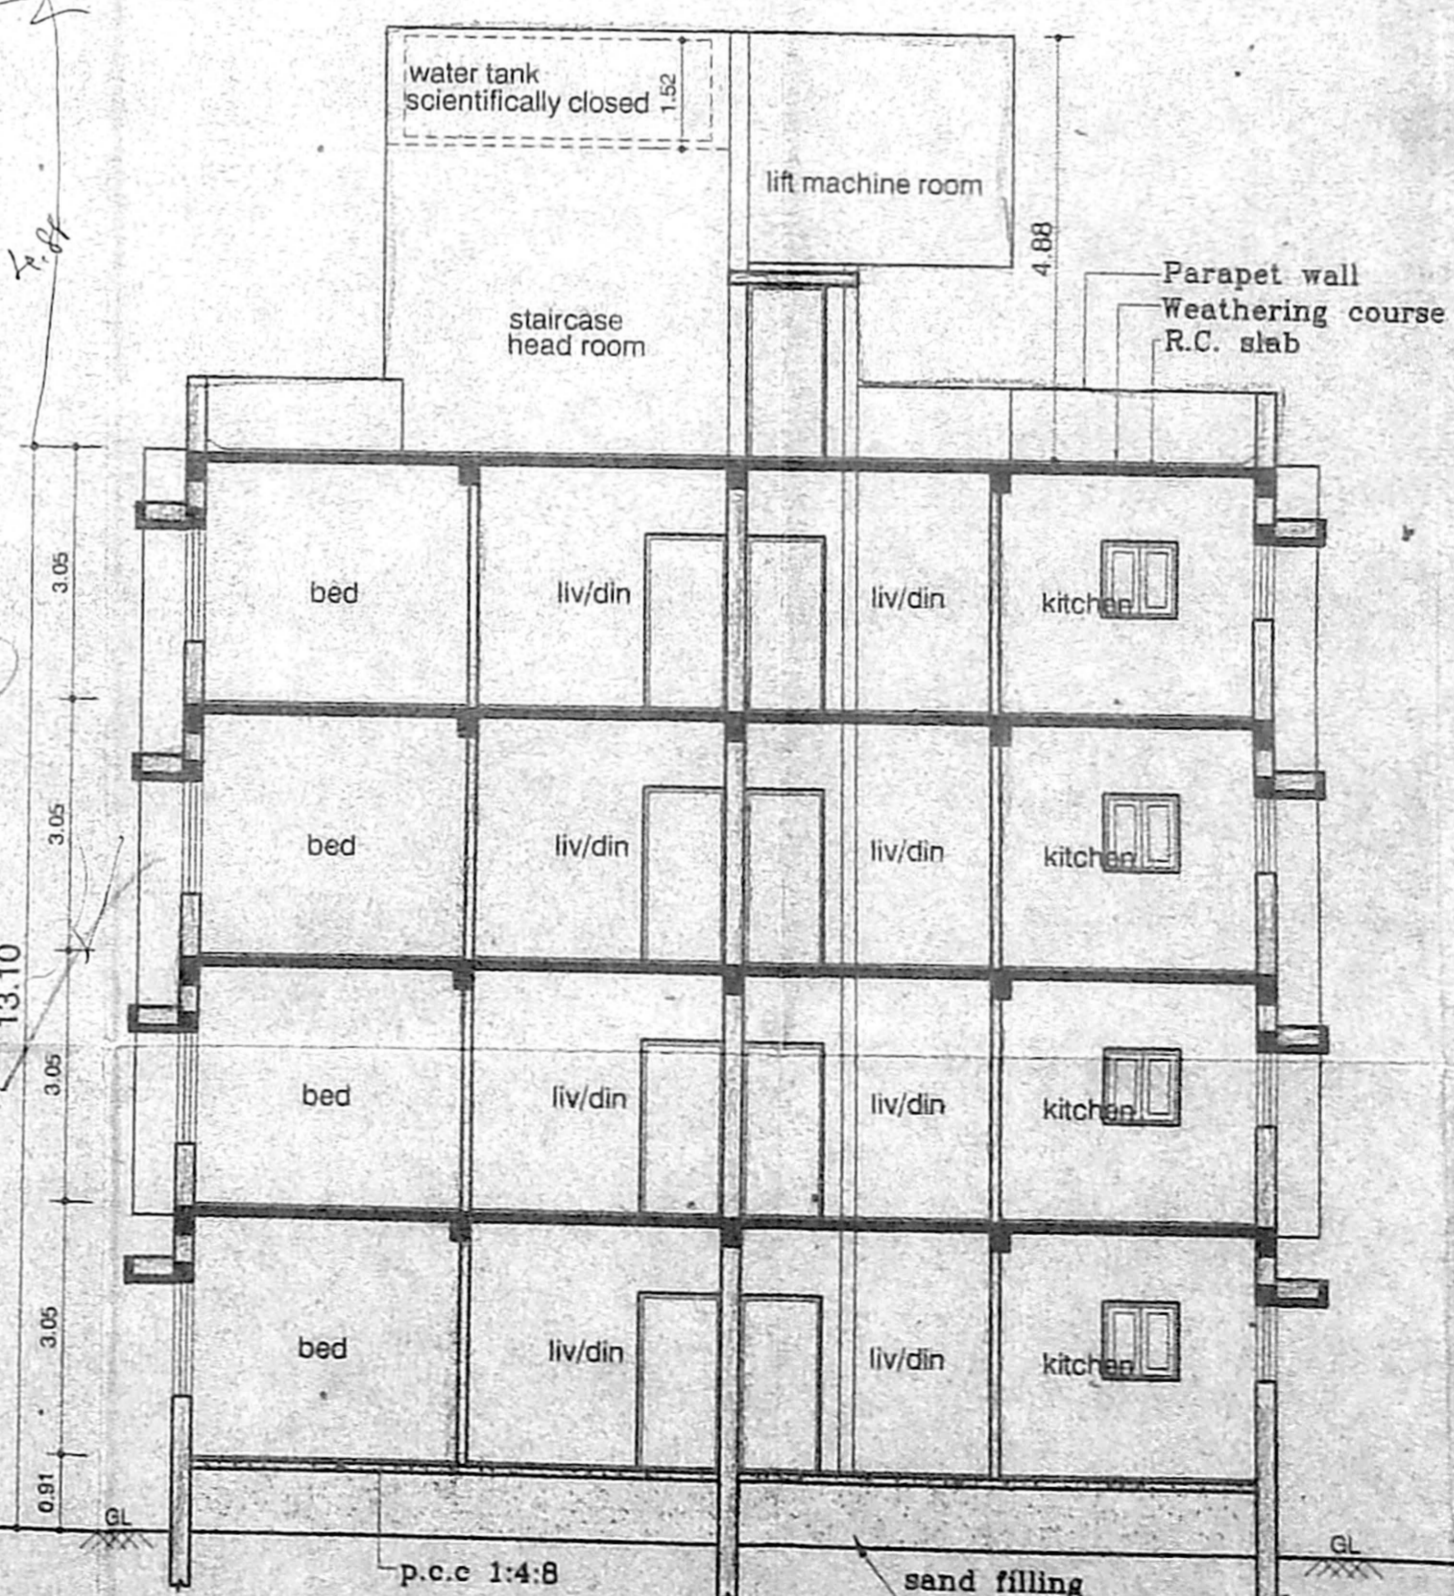 water tank
scientifically closed
1.52
lift machine room
4.88
Parapet wall
Weathering course
R.C. slab
staircase
head room
3.05
bed
liv/din
liv/din
kitchen
3.05
bed
liv/din
liv/din
kitchen
13.10
3.05
bed
liv/din
liv/din
kitchen
3.05
bed
liv/din
liv/din
kitchen
0.91
GL
GL
p.c.c 1:4:8
sand filling